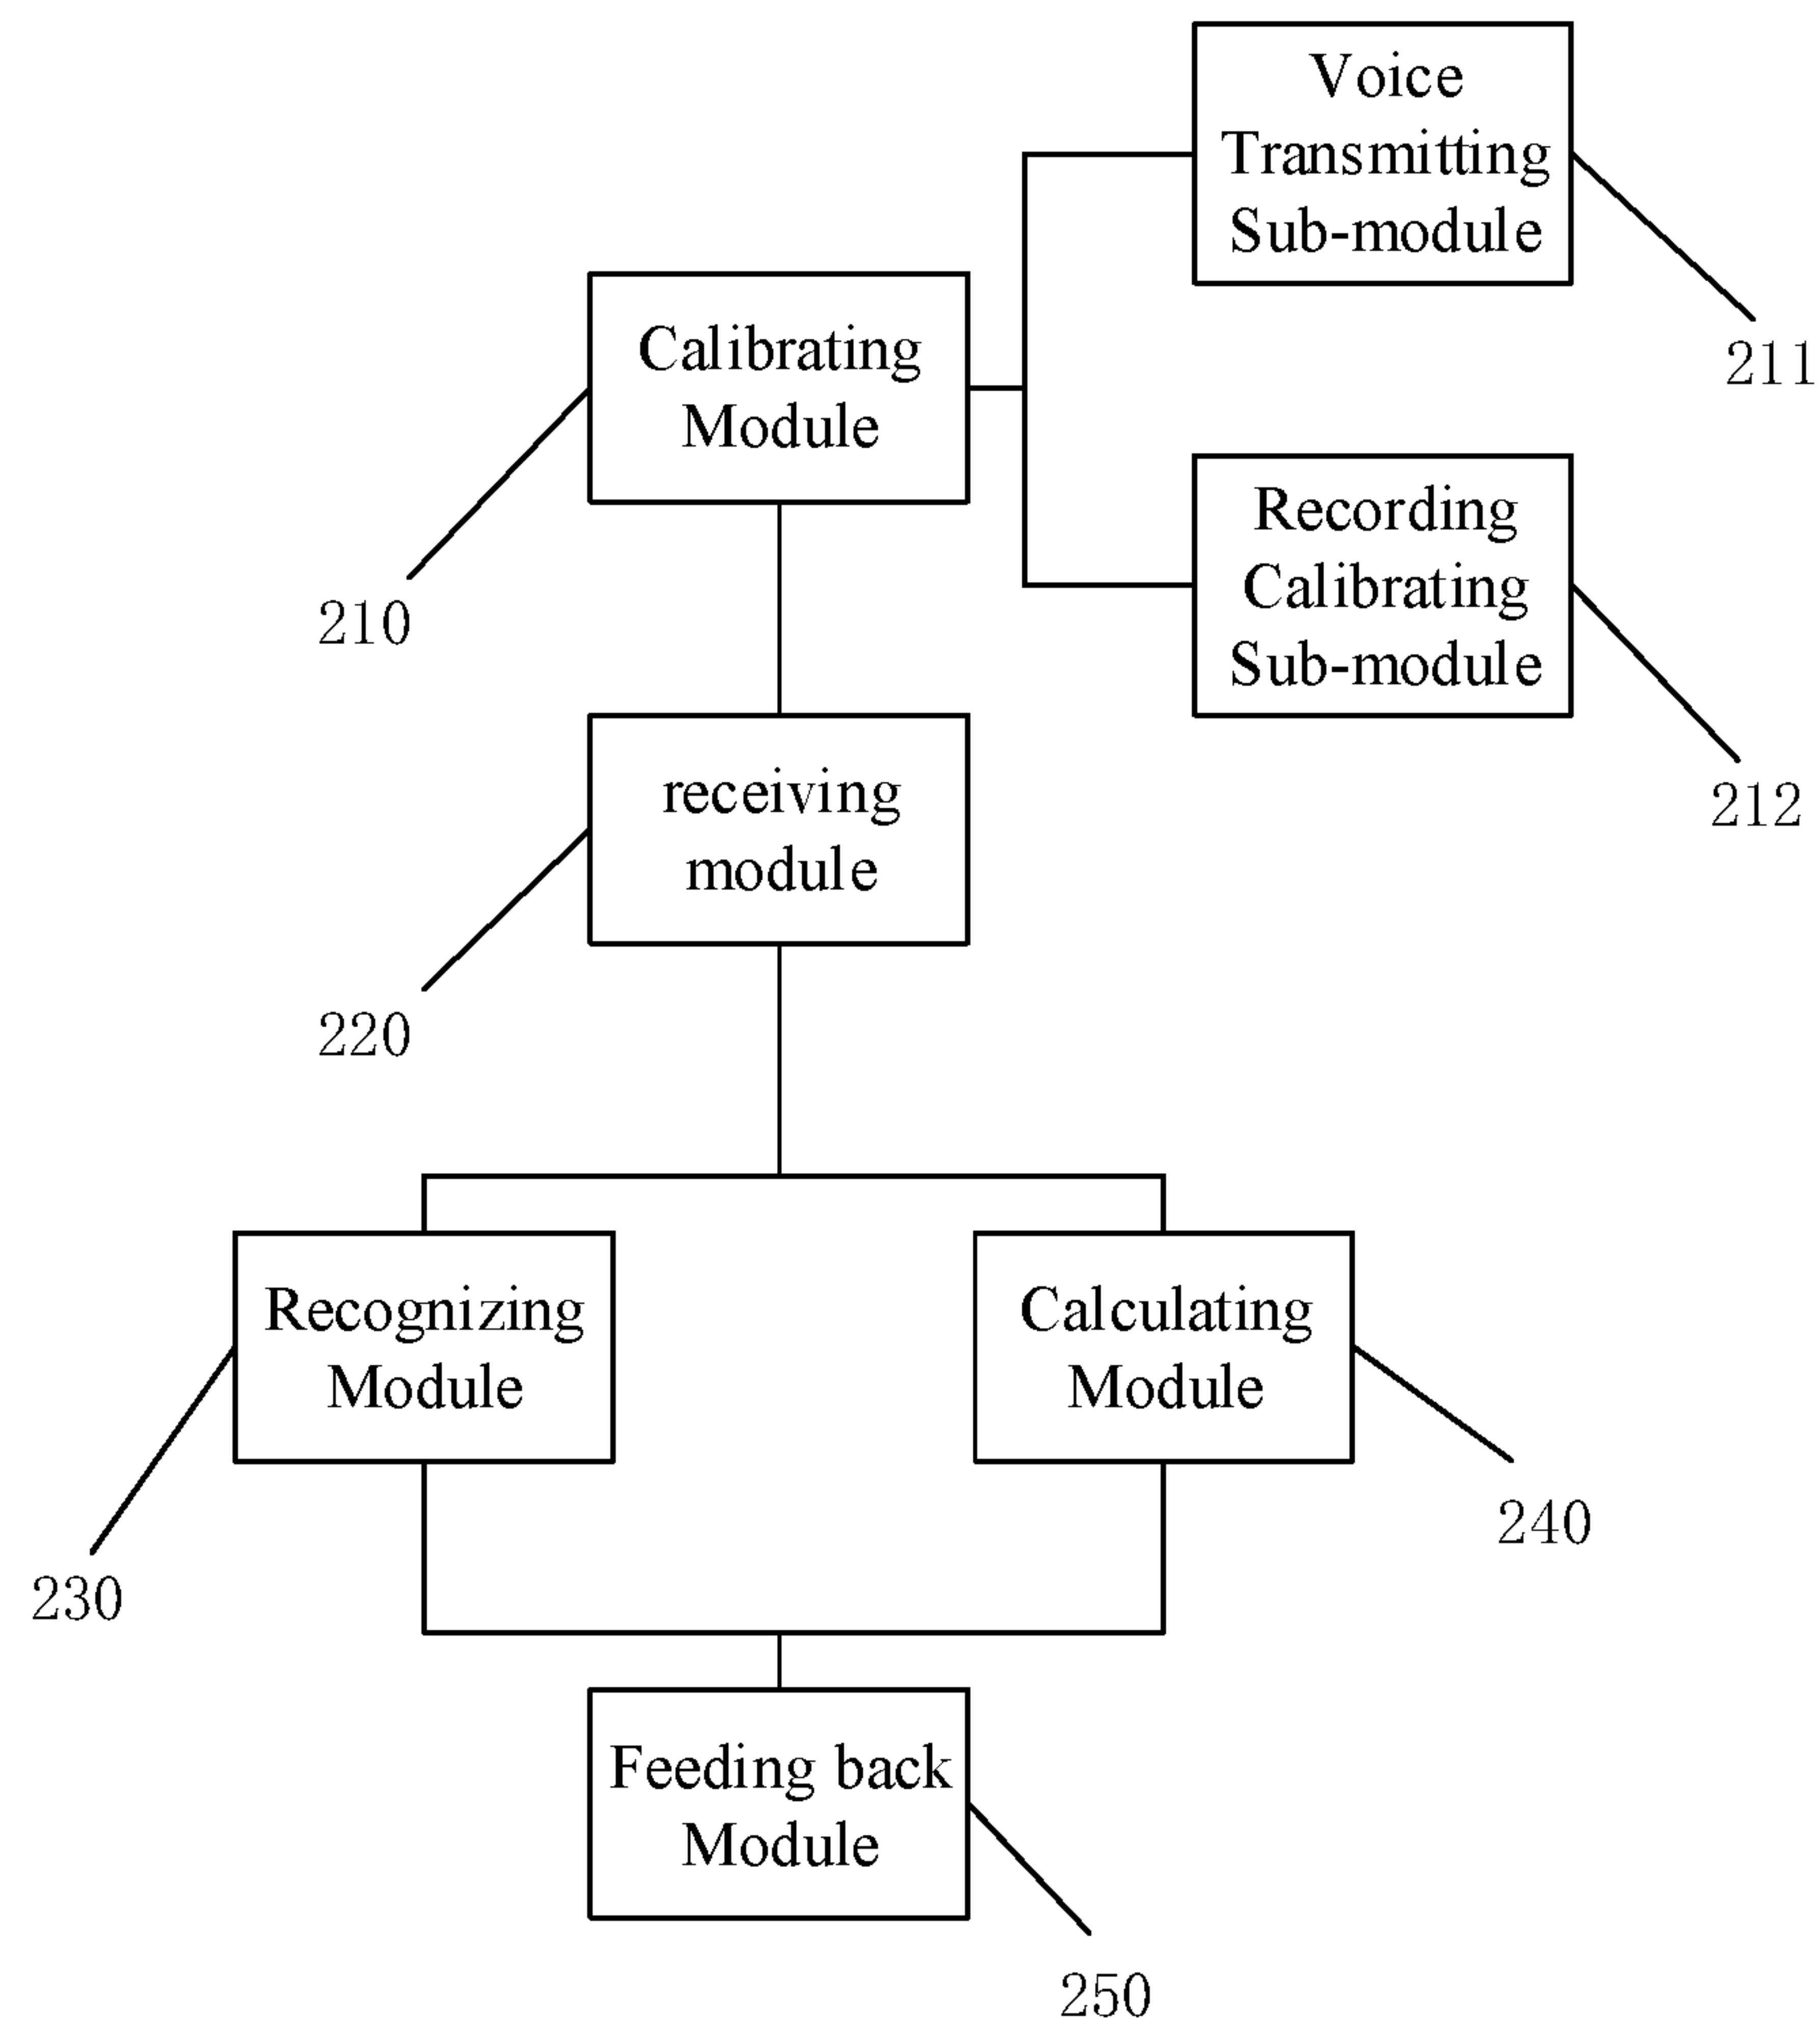 Voice
Transmitting
Sub-module
211
Calibrating
Module
210
Recording
Calibrating
Sub-module
212
receiving
module
220
Recognizing
Module
230
Calculating
Module
240
Feeding back
Module
250